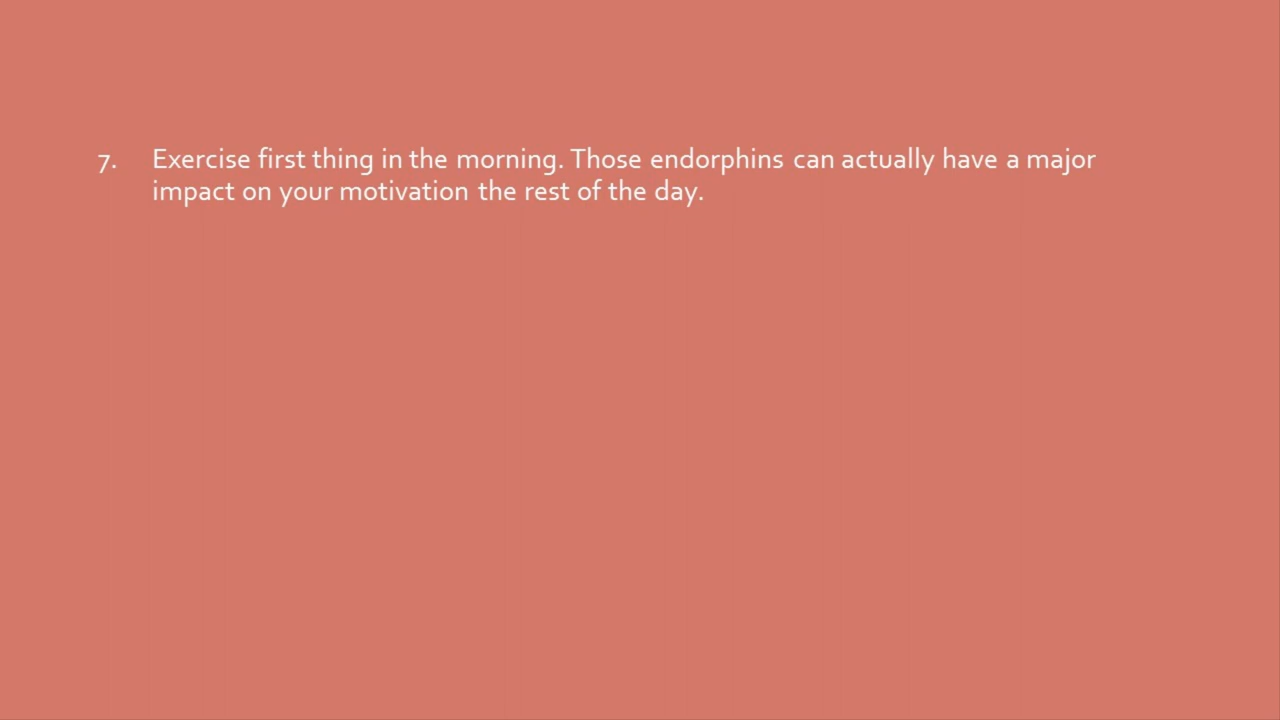 7. Exercise first thing in the morning. Those endorphins can actually have a major
impact on your motivation the rest of the day.